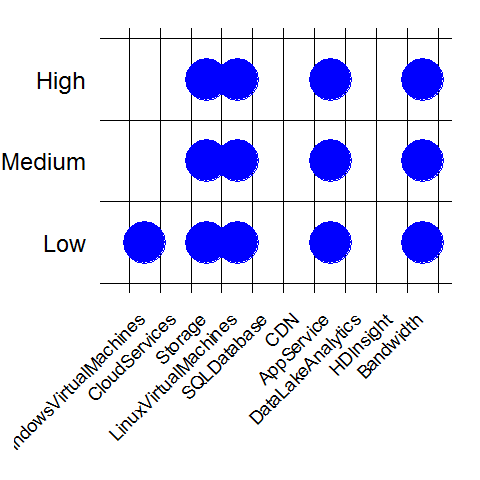 High
Medium
Low
ndowsVirtualMachines
CloudServices
Storage
LinuxVirtualMachines
SQLDatabase
CDN
AppService
DataLakeAnalytics
HDInsight
Bandwidth